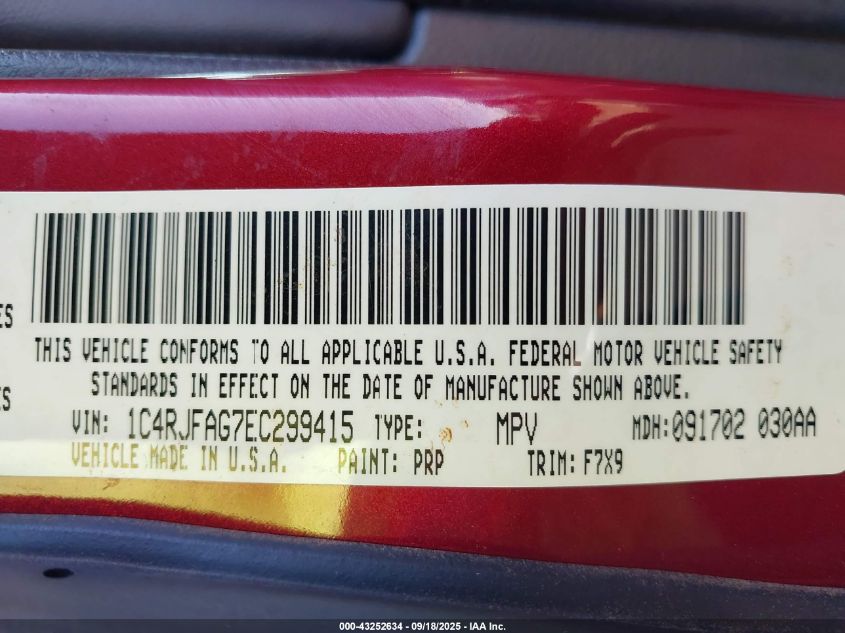 ES
THIS VEHICLE CONFORMS TO ALL APPLICABLE U.S.A. FEDERAL MOTOR VEHICLE SAFETY
ES STANDARDS IN EFFECT ON THE DATE OF MANUFACTURE SHOWN ABOVE.
VIN: 1C4RJFAG7EC299415 TYPE: MPV MDH:091702 030AA
VEHICLE MADE IN U.S.A. PAINT: PRP TRIM: F7X9
000-43252634 - 09/18/2025 - IAA Inc.